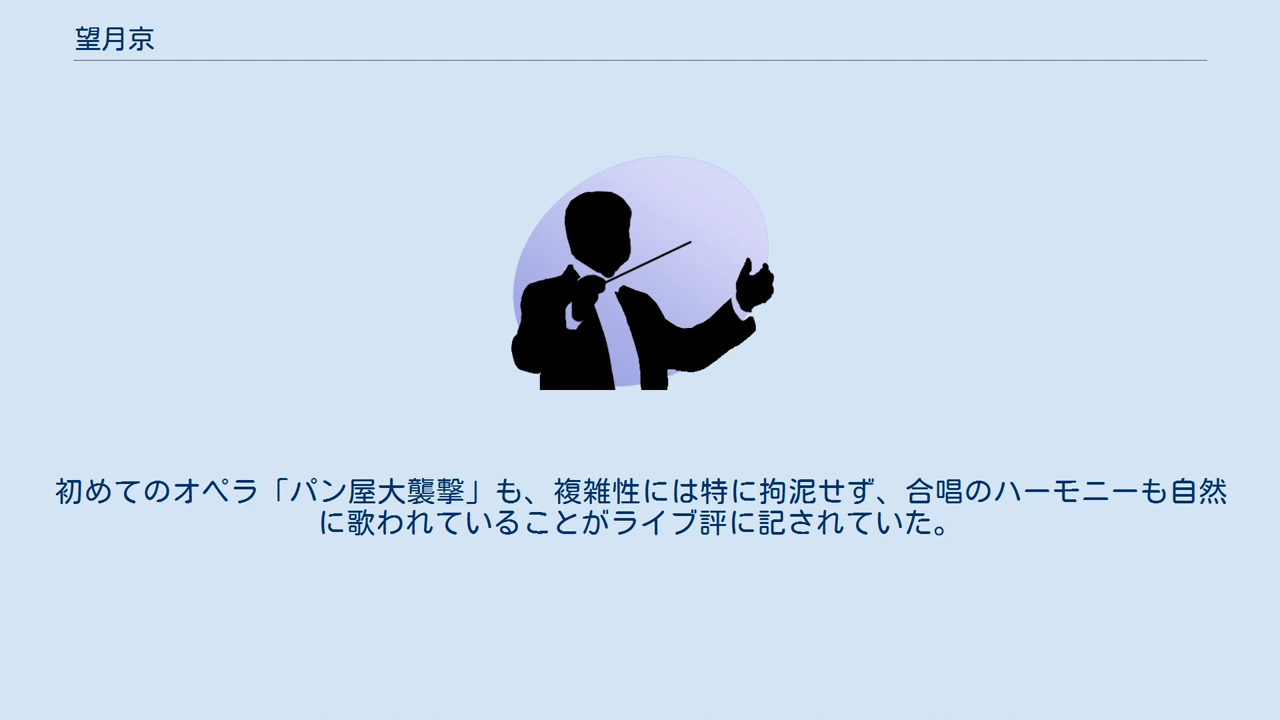 望月京
初めてのオペラ「パン屋大襲撃」も、複雑性には特に拘泥せず、合唱のハーモニーも自然
に歌われていることがライブ評に記されていた。